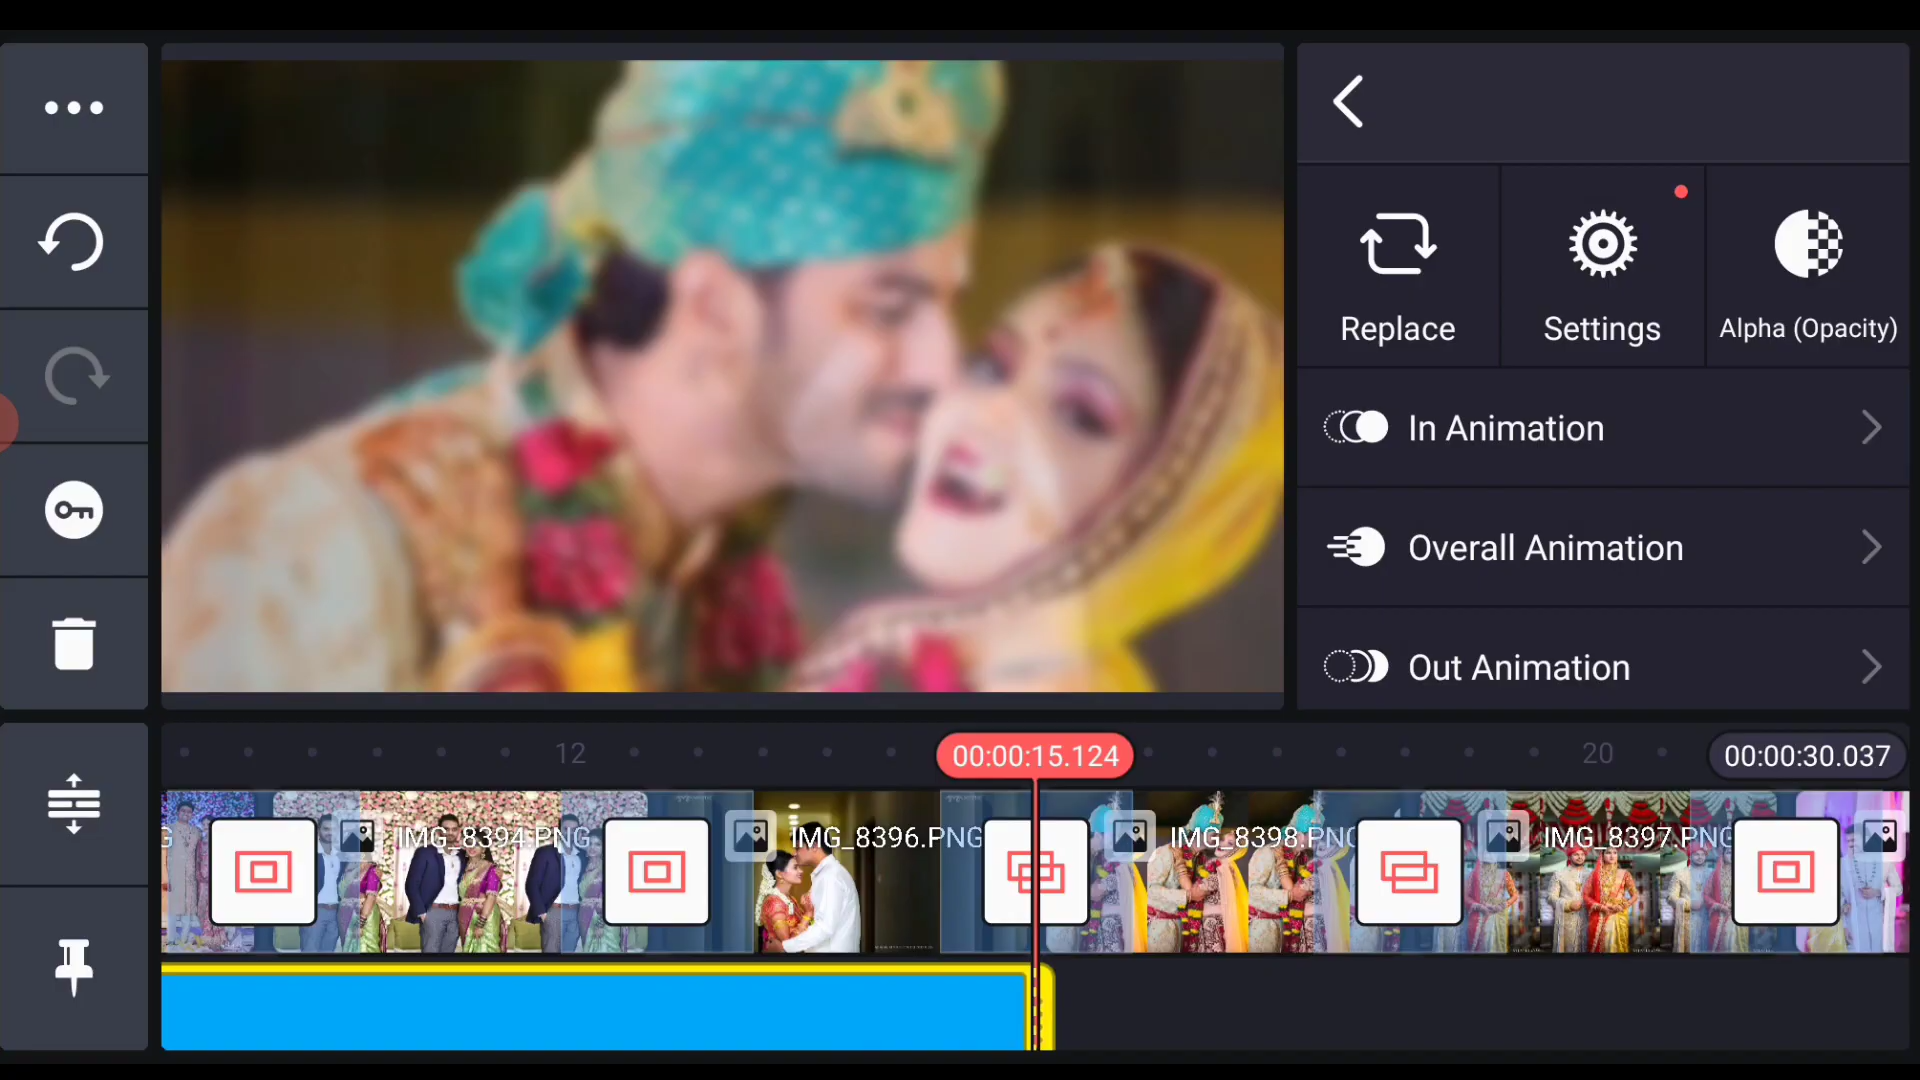 Replace
Settings
Alpha (Opacity)
In Animation
Overall Animation
Out Animation
12
00:00:15.124
20
00:00:30.037
G
IMG_8394.PNG
IMG_8396.PNG
IMG_8398.PNG
IMG_8397.PNG